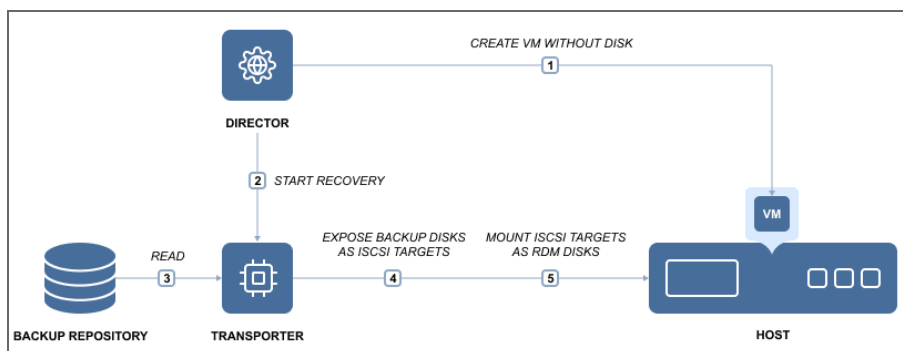 CREATE VM WITHOUT DISK
1
DIRECTOR
2
START RECOVERY
VM
READ
3
EXPOSE BACKUP DISKS
AS ISCSI TARGETS
4
MOUNT ISCSI TARGETS
AS RDM DISKS
5
BACKUP REPOSITORY
TRANSPORTER
HOST